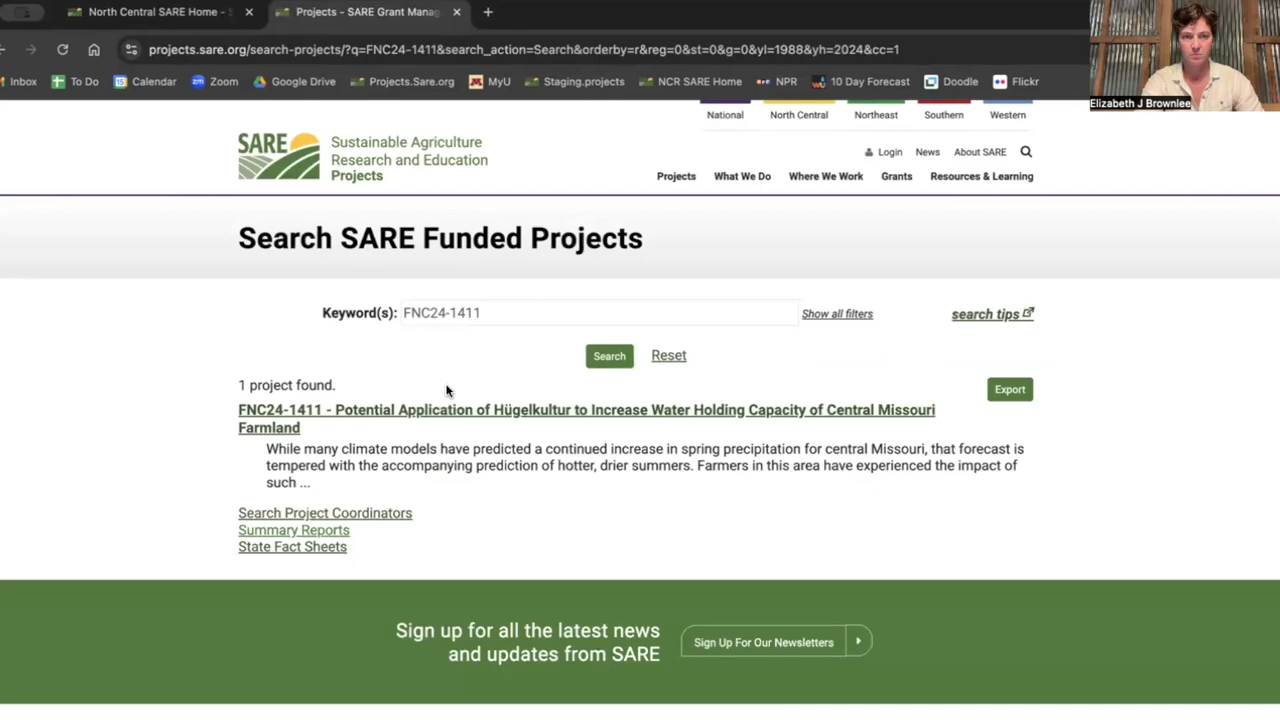 North Central SARE Home -
Projects - SARE Grant Manag
projects.sare.org/search-projects/?q=FNC24-1411&search_action=Search&orderby=r&reg=0&st=0&g=0&yl=1988&yh=2024&cc=1
Inbox To Do Calendar Zoom Google Drive Projects.Sare.org MyU Staging.projects NCR SARE Home NPR 10 Day Forecast Doodle Flickr
Elizabeth J Brownlee
National North Central Northeast Southern Western
SARE
Sustainable Agriculture
Research and Education
Projects
Login News About SARE
Projects What We Do Where We Work Grants Resources & Learning
Search SARE Funded Projects
Keyword(s): FNC24-1411 Show all filters search tips
Search Reset
1 project found.
Export
FNC24-1411 - Potential Application of Hügelkultur to Increase Water Holding Capacity of Central Missouri
Farmland
While many climate models have predicted a continued increase in spring precipitation for central Missouri, that forecast is
tempered with the accompanying prediction of hotter, drier summers. Farmers in this area have experienced the impact of
such ...
Search Project Coordinators
Summary Reports
State Fact Sheets
Sign up for all the latest news
and updates from SARE
Sign Up For Our Newsletters